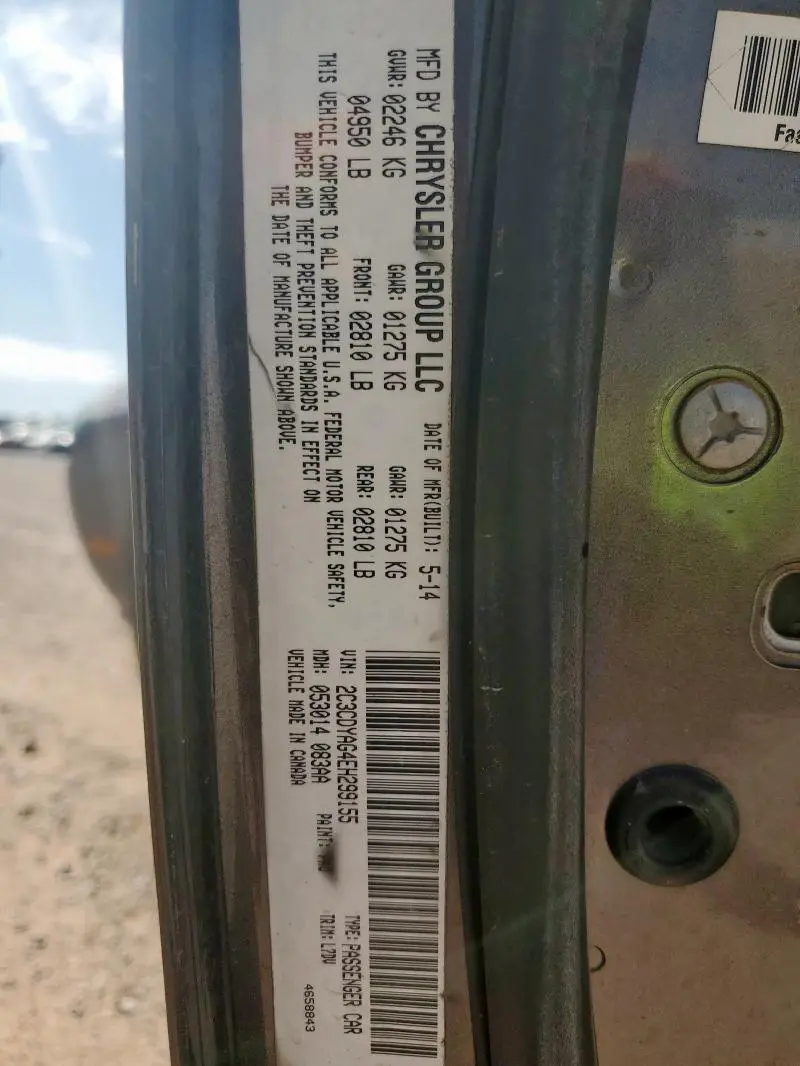 MFD BY CHRYSLER GROUP LLC DATE OF MFR(BUILT): 5-14
GVWR: 02246 KG GAWR: 01275 KG GAWR: 01275 KG
04950 LB FRONT: 02810 LB REAR: 02810 LB
THIS VEHICLE CONFORMS TO ALL APPLICABLE U.S.A. FEDERAL MOTOR VEHICLE SAFETY,
BUMPER AND THEFT PREVENTION STANDARDS IN EFFECT ON
THE DATE OF MANUFACTURE SHOWN ABOVE.
VIN: 2C3CDYAG4EH299155 TYPE: PASSENGER CAR
MDH: 053014 083AA PAINT: TRIM: L7DV
VEHICLE MADE IN CANADA
4658843